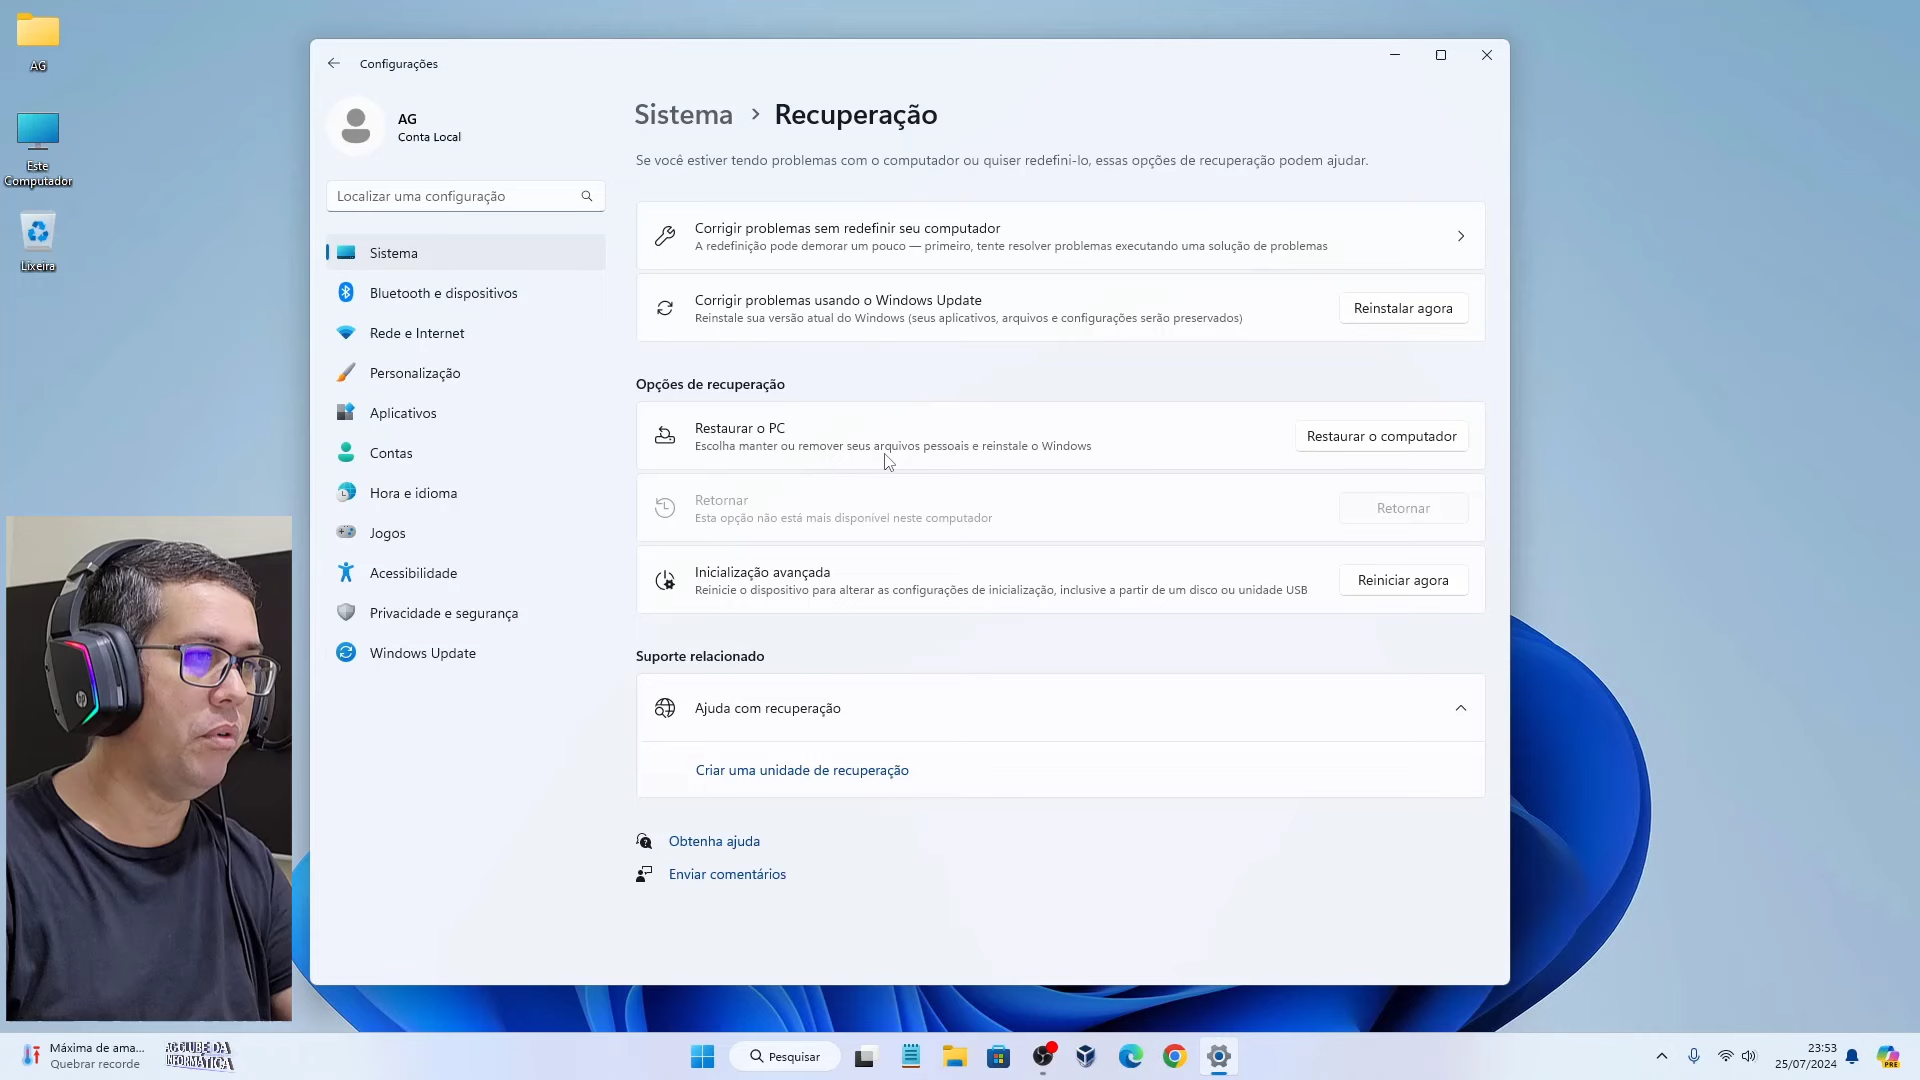 AG
Este
Computador
Lixeira
Configurações
AG
Conta Local
Localizar uma configuração
Sistema
Bluetooth e dispositivos
Rede e Internet
Personalização
Aplicativos
Contas
Hora e idioma
Jogos
Acessibilidade
Privacidade e segurança
Windows Update
Sistema > Recuperação
Se você estiver tendo problemas com o computador ou quiser redefini-lo, essas opções de recuperação podem ajudar.
Corrigir problemas sem redefinir seu computador
A redefinição pode demorar um pouco — primeiro, tente resolver problemas executando uma solução de problemas
Corrigir problemas usando o Windows Update
Reinstale sua versão atual do Windows (seus aplicativos, arquivos e configurações serão preservados)
Reinstalar agora
Opções de recuperação
Restaurar o PC
Escolha manter ou remover seus arquivos pessoais e reinstale o Windows
Restaurar o computador
Retornar
Esta opção não está mais disponível neste computador
Retornar
Inicialização avançada
Reinicie o dispositivo para alterar as configurações de inicialização, inclusive a partir de um disco ou unidade USB
Reiniciar agora
Suporte relacionado
Ajuda com recuperação
Criar uma unidade de recuperação
Obtenha ajuda
Enviar comentários
Máxima de ama...
Quebrar recorde
AG CLUBE DA
INFORMÁTICA
Pesquisar
23:53
25/07/2024
PRE
hp